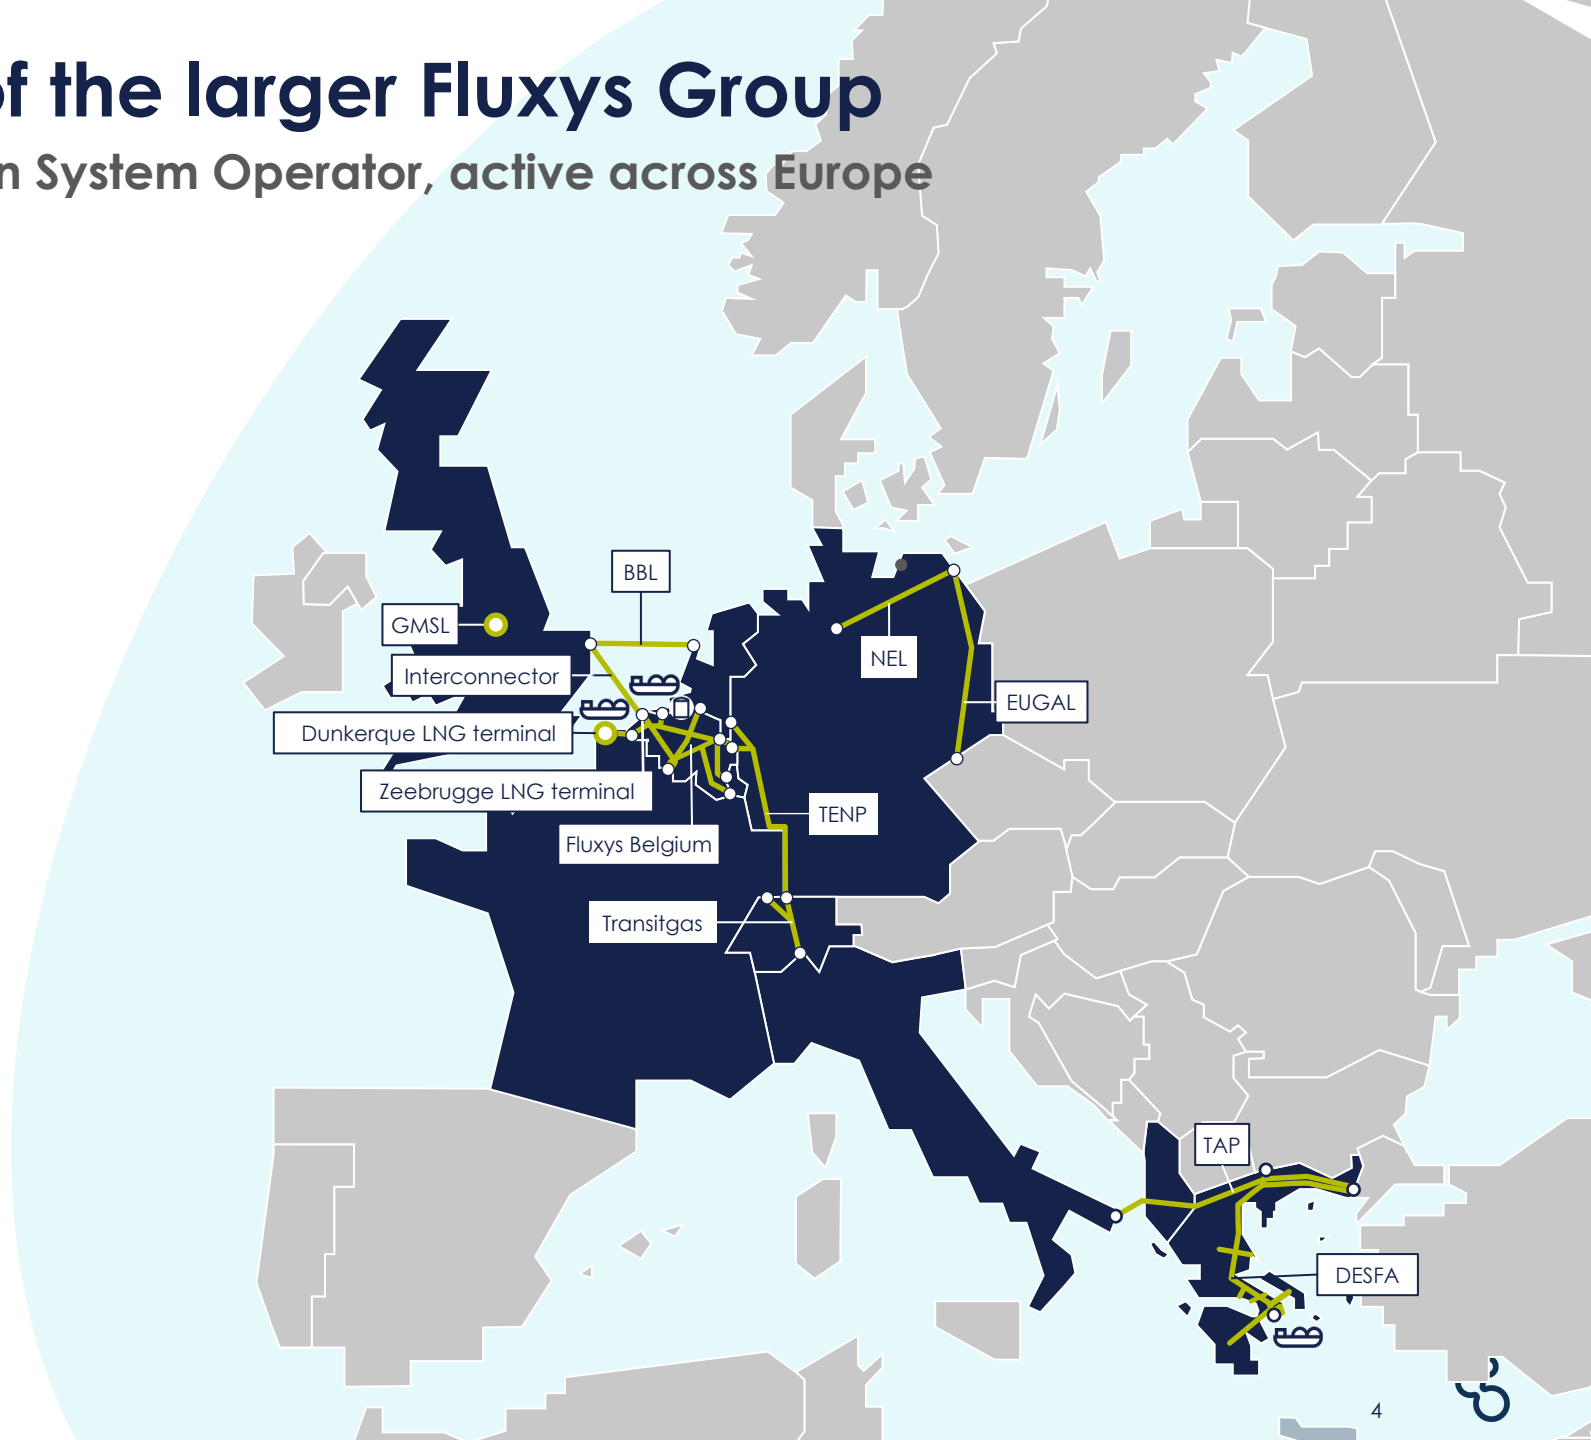 of the larger Fluxys Group
n System Operator, active across Europe
BBL
GMSL
Interconnector
NEL
EUGAL
Dunkerque LNG terminal
Zeebrugge LNG terminal
TENP
Fluxys Belgium
Transitgas
TAP
DESFA
4